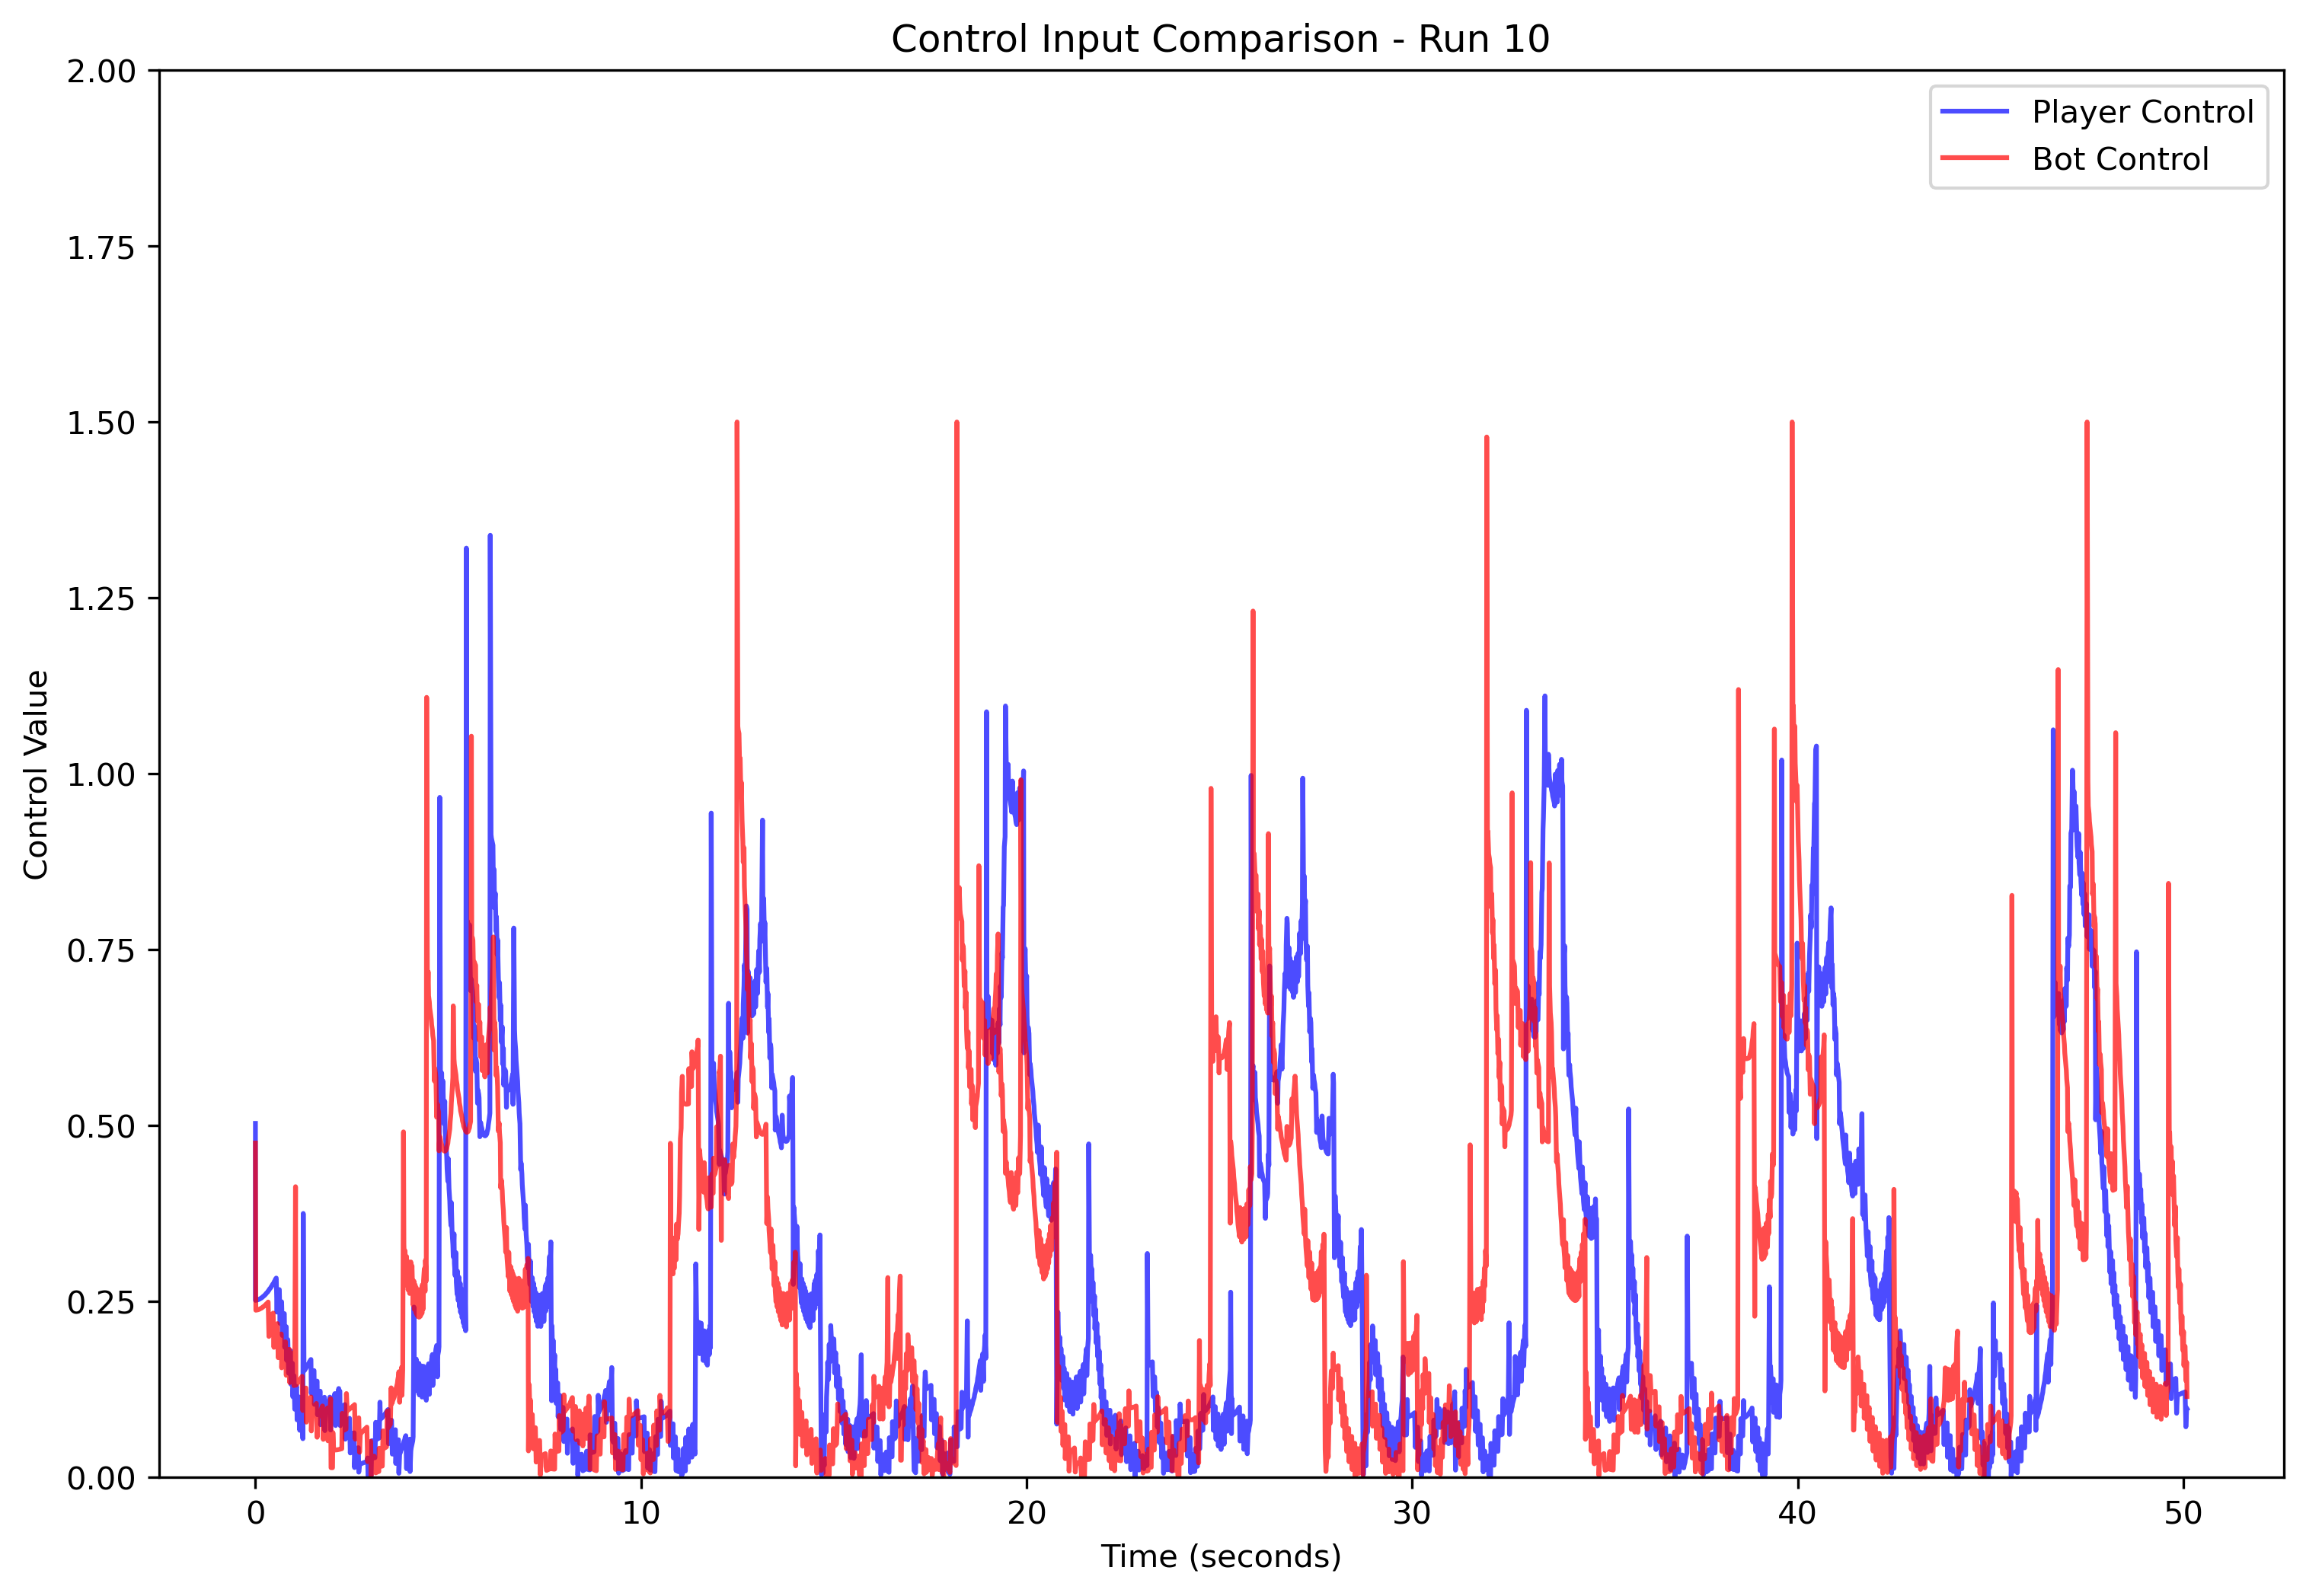 Control Input Comparison - Run 10
Player Control
Bot Control
Control Value
2.00
1.75
1.50
1.25
1.00
0.75
0.50
0.25
0.00
0 10 20 30 40 50
Time (seconds)